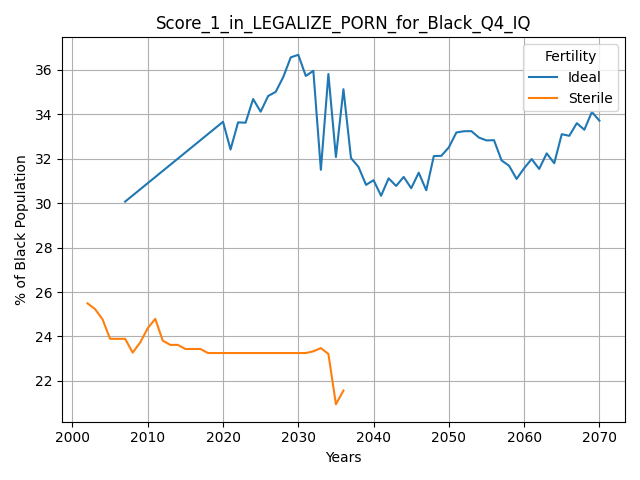 Score_1_in_LEGALIZE_PORN_for_Black_Q4_IQ
Fertility
Ideal
Sterile
% of Black Population
36
34
32
30
28
26
24
22
2000 2010 2020 2030 2040 2050 2060 2070
Years